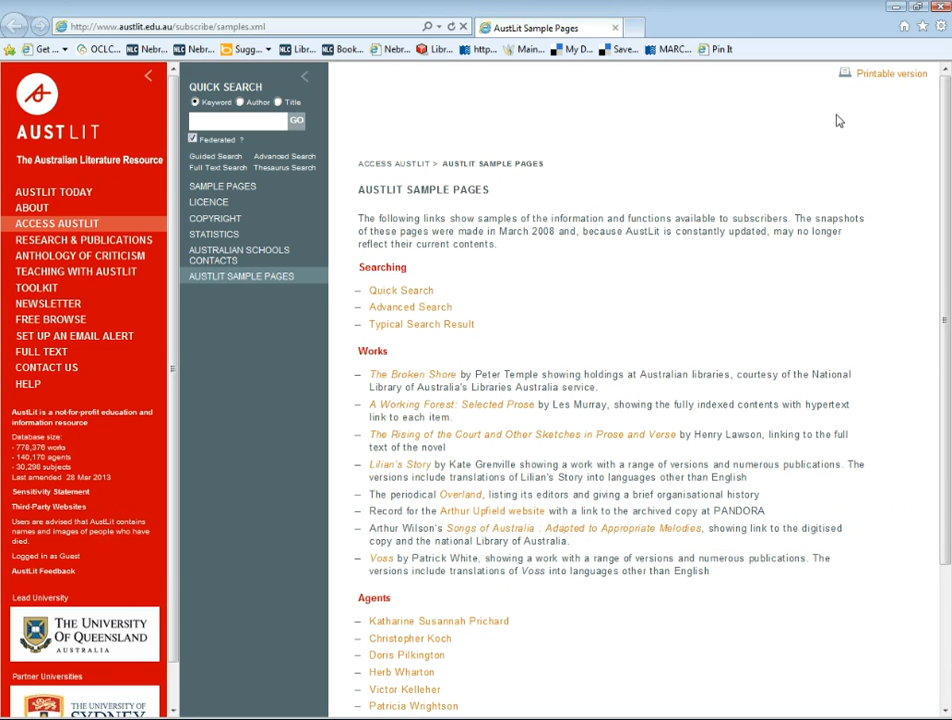 http://www.austlit.edu.au/subscribe/samples.xml
AustLit Sample Pages
Get ...
OCLC...
Nebr...
Nebr...
Sugg...
Libr...
Book...
Nebr...
Libr...
http...
Main...
My D...
Save...
MARC...
Pin It
AUSTLIT
The Australian Literature Resource
AUSTLIT TODAY
ABOUT
ACCESS AUSTLIT
RESEARCH & PUBLICATIONS
ANTHOLOGY OF CRITICISM
TEACHING WITH AUSTLIT
TOOLKIT
NEWSLETTER
FREE BROWSE
SET UP AN EMAIL ALERT
FULL TEXT
CONTACT US
HELP
AustLit is a not-for-profit education and
information resource
Database size:
- 778,376 works
- 140,170 agents
- 30,298 subjects
Last amended 28 Mar 2013
Sensitivity Statement
Third-Party Websites
Users are advised that AustLit contains
names and images of people who have
died.
Logged in as Guest
AustLit Feedback
Lead University
THE UNIVERSITY
OF QUEENSLAND
AUSTRALIA
Partner Universities
THE UNIVERSITY OF
SYDNEY
QUICK SEARCH
Keyword Author Title
GO
Federated ?
Guided Search Advanced Search
Full Text Search Thesaurus Search
SAMPLE PAGES
LICENCE
COPYRIGHT
STATISTICS
AUSTRALIAN SCHOOLS
CONTACTS
AUSTLIT SAMPLE PAGES
Printable version
ACCESS AUSTLIT > AUSTLIT SAMPLE PAGES
AUSTLIT SAMPLE PAGES
The following links show samples of the information and functions available to subscribers. The snapshots
of these pages were made in March 2008 and, because AustLit is constantly updated, may no longer
reflect their current contents.
Searching
– Quick Search
– Advanced Search
– Typical Search Result
Works
– The Broken Shore by Peter Temple showing holdings at Australian libraries, courtesy of the National
Library of Australia's Libraries Australia service.
– A Working Forest: Selected Prose by Les Murray, showing the fully indexed contents with hypertext
link to each item.
– The Rising of the Court and Other Sketches in Prose and Verse by Henry Lawson, linking to the full
text of the novel
– Lilian's Story by Kate Grenville showing a work with a range of versions and numerous publications. The
versions include translations of Lilian's Story into languages other than English
– The periodical Overland, listing its editors and giving a brief organisational history
– Record for the Arthur Upfield website with a link to the archived copy at PANDORA
– Arthur Wilson's Songs of Australia : Adapted to Appropriate Melodies, showing link to the digitised
copy and the national Library of Australia.
– Voss by Patrick White, showing a work with a range of versions and numerous publications. The
versions include translations of Voss into languages other than English
Agents
– Katharine Susannah Prichard
– Christopher Koch
– Doris Pilkington
– Herb Wharton
– Victor Kelleher
– Patricia Wrightson